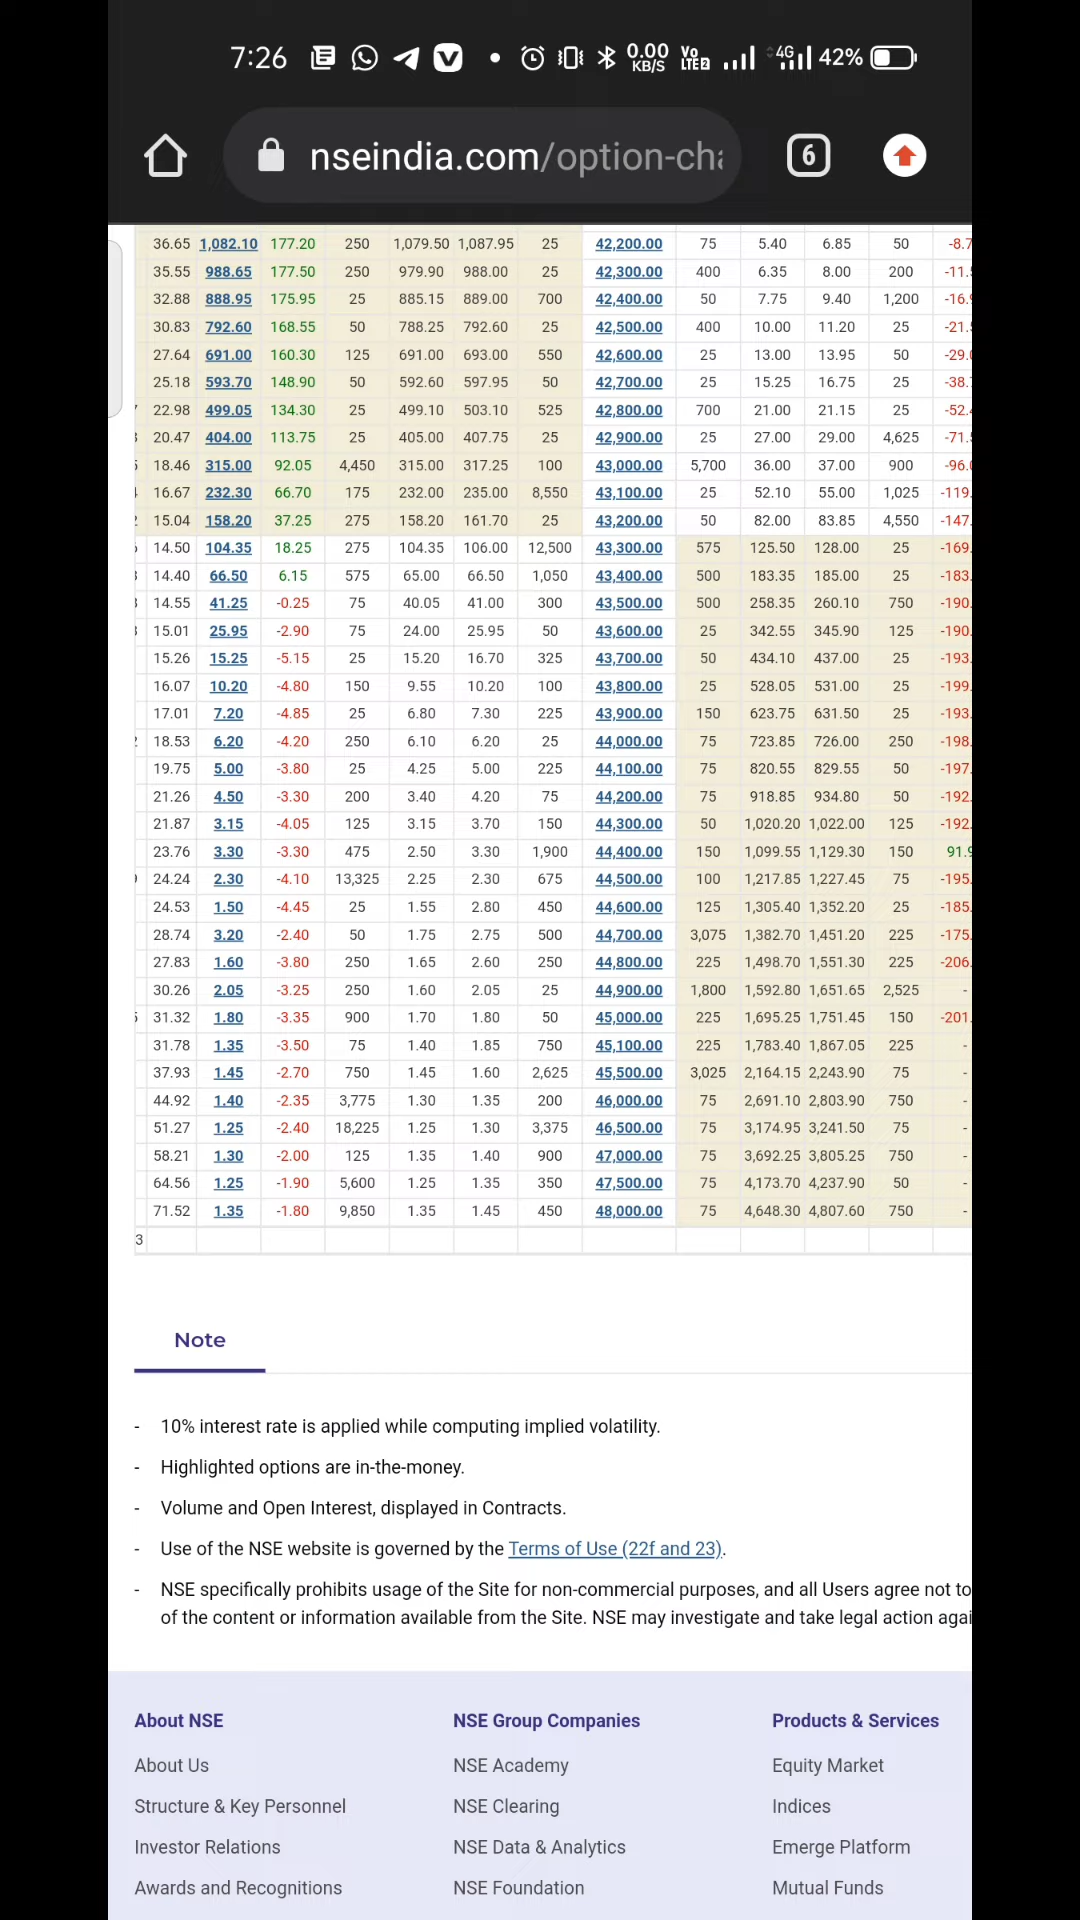 7:26 0.00 KB/S Vo LTE2 4G 42%
nseindia.com/option-cha 6
36.65 1,082.10 177.20 250 1,079.50 1,087.95 25 42,200.00 75 5.40 6.85 50 -8.7
35.55 988.65 177.50 250 979.90 988.00 25 42,300.00 400 6.35 8.00 200 -11.
32.88 888.95 175.95 25 885.15 889.00 700 42,400.00 50 7.75 9.40 1,200 -16.
30.83 792.60 168.55 50 788.25 792.60 25 42,500.00 400 10.00 11.20 25 -21.
27.64 691.00 160.30 125 691.00 693.00 550 42,600.00 25 13.00 13.95 50 -29.
25.18 593.70 148.90 50 592.60 597.95 50 42,700.00 25 15.25 16.75 25 -38.
22.98 499.05 134.30 25 499.10 503.10 525 42,800.00 700 21.00 21.15 25 -52.
20.47 404.00 113.75 25 405.00 407.75 25 42,900.00 25 27.00 29.00 4,625 -71.
18.46 315.00 92.05 4,450 315.00 317.25 100 43,000.00 5,700 36.00 37.00 900 -96.
16.67 232.30 66.70 175 232.00 235.00 8,550 43,100.00 25 52.10 55.00 1,025 -119.
15.04 158.20 37.25 275 158.20 161.70 25 43,200.00 50 82.00 83.85 4,550 -147.
14.50 104.35 18.25 275 104.35 106.00 12,500 43,300.00 575 125.50 128.00 25 -169.
14.40 66.50 6.15 575 65.00 66.50 1,050 43,400.00 500 183.35 185.00 25 -183.
14.55 41.25 -0.25 75 40.05 41.00 300 43,500.00 500 258.35 260.10 750 -190.
15.01 25.95 -2.90 75 24.00 25.95 50 43,600.00 25 342.55 345.90 125 -190.
15.26 15.25 -5.15 25 15.20 16.70 325 43,700.00 50 434.10 437.00 25 -193.
16.07 10.20 -4.80 150 9.55 10.20 100 43,800.00 25 528.05 531.00 25 -199.
17.01 7.20 -4.85 25 6.80 7.30 225 43,900.00 150 623.75 631.50 25 -193.
18.53 6.20 -4.20 250 6.10 6.20 25 44,000.00 75 723.85 726.00 250 -198.
19.75 5.00 -3.80 25 4.25 5.00 225 44,100.00 75 820.55 829.55 50 -197.
21.26 4.50 -3.30 200 3.40 4.20 75 44,200.00 75 918.85 934.80 50 -192.
21.87 3.15 -4.05 125 3.15 3.70 150 44,300.00 50 1,020.20 1,022.00 125 -192.
23.76 3.30 -3.30 475 2.50 3.30 1,900 44,400.00 150 1,099.55 1,129.30 150 91.9
24.24 2.30 -4.10 13,325 2.25 2.30 675 44,500.00 100 1,217.85 1,227.45 75 -195.
24.53 1.50 -4.45 25 1.55 2.80 450 44,600.00 125 1,305.40 1,352.20 25 -185.
28.74 3.20 -2.40 50 1.75 2.75 500 44,700.00 3,075 1,382.70 1,451.20 225 -175.
27.83 1.60 -3.80 250 1.65 2.60 250 44,800.00 225 1,498.70 1,551.30 225 -206.
30.26 2.05 -3.25 250 1.60 2.05 25 44,900.00 1,800 1,592.80 1,651.65 2,525 -
31.32 1.80 -3.35 900 1.70 1.80 50 45,000.00 225 1,695.25 1,751.45 150 -201.
31.78 1.35 -3.50 75 1.40 1.85 750 45,100.00 225 1,783.40 1,867.05 225 -
37.93 1.45 -2.70 750 1.45 1.60 2,625 45,500.00 3,025 2,164.15 2,243.90 75 -
44.92 1.40 -2.35 3,775 1.30 1.35 200 46,000.00 75 2,691.10 2,803.90 750 -
51.27 1.25 -2.40 18,225 1.25 1.30 3,375 46,500.00 75 3,174.95 3,241.50 75 -
58.21 1.30 -2.00 125 1.35 1.40 900 47,000.00 75 3,692.25 3,805.25 750 -
64.56 1.25 -1.90 5,600 1.25 1.35 350 47,500.00 75 4,173.70 4,237.90 50 -
71.52 1.35 -1.80 9,850 1.35 1.45 450 48,000.00 75 4,648.30 4,807.60 750 -
3
Note
- 10% interest rate is applied while computing implied volatility.
- Highlighted options are in-the-money.
- Volume and Open Interest, displayed in Contracts.
- Use of the NSE website is governed by the Terms of Use (22f and 23).
- NSE specifically prohibits usage of the Site for non-commercial purposes, and all Users agree not to
of the content or information available from the Site. NSE may investigate and take legal action agai
About NSE NSE Group Companies Products & Services
About Us NSE Academy Equity Market
Structure & Key Personnel NSE Clearing Indices
Investor Relations NSE Data & Analytics Emerge Platform
Awards and Recognitions NSE Foundation Mutual Funds